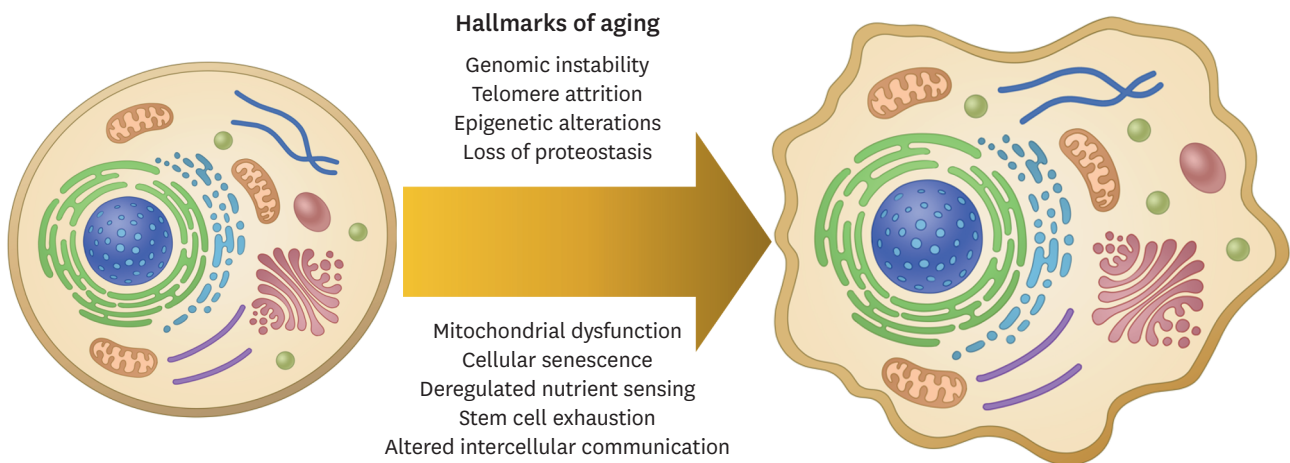 Hallmarks of aging
Genomic instability
Telomere attrition
Epigenetic alterations
Loss of proteostasis
Mitochondrial dysfunction
Cellular senescence
Deregulated nutrient sensing
Stem cell exhaustion
Altered intercellular communication